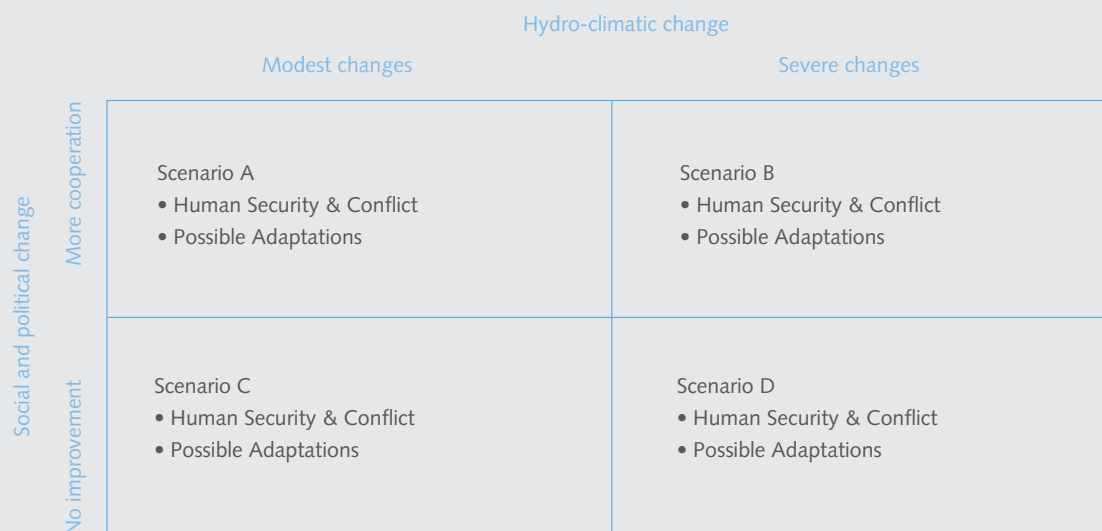 Hydro-climatic change
Modest changes
Severe changes
Social and political change
More cooperation
Scenario A
• Human Security & Conflict
• Possible Adaptations
Scenario B
• Human Security & Conflict
• Possible Adaptations
No improvement
Scenario C
• Human Security & Conflict
• Possible Adaptations
Scenario D
• Human Security & Conflict
• Possible Adaptations